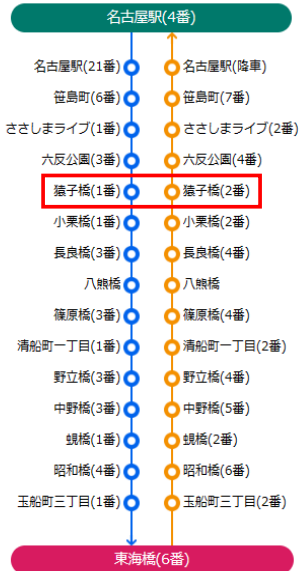 名古屋駅(4番)
名古屋駅(21番) 名古屋駅(降車)
笹島町(6番) 笹島町(7番)
ささしまライブ(1番) ささしまライブ(2番)
六反公園(3番) 六反公園(4番)
猿子橋(1番) 猿子橋(2番)
小栗橋(1番) 小栗橋(2番)
長良橋(3番) 長良橋(4番)
八熊橋 八熊橋
篠原橋(3番) 篠原橋(4番)
清船町一丁目(1番) 清船町一丁目(2番)
野立橋(3番) 野立橋(4番)
中野橋(3番) 中野橋(5番)
蜆橋(1番) 蜆橋(2番)
昭和橋(4番) 昭和橋(6番)
玉船町三丁目(1番) 玉船町三丁目(2番)
東海橋(6番)